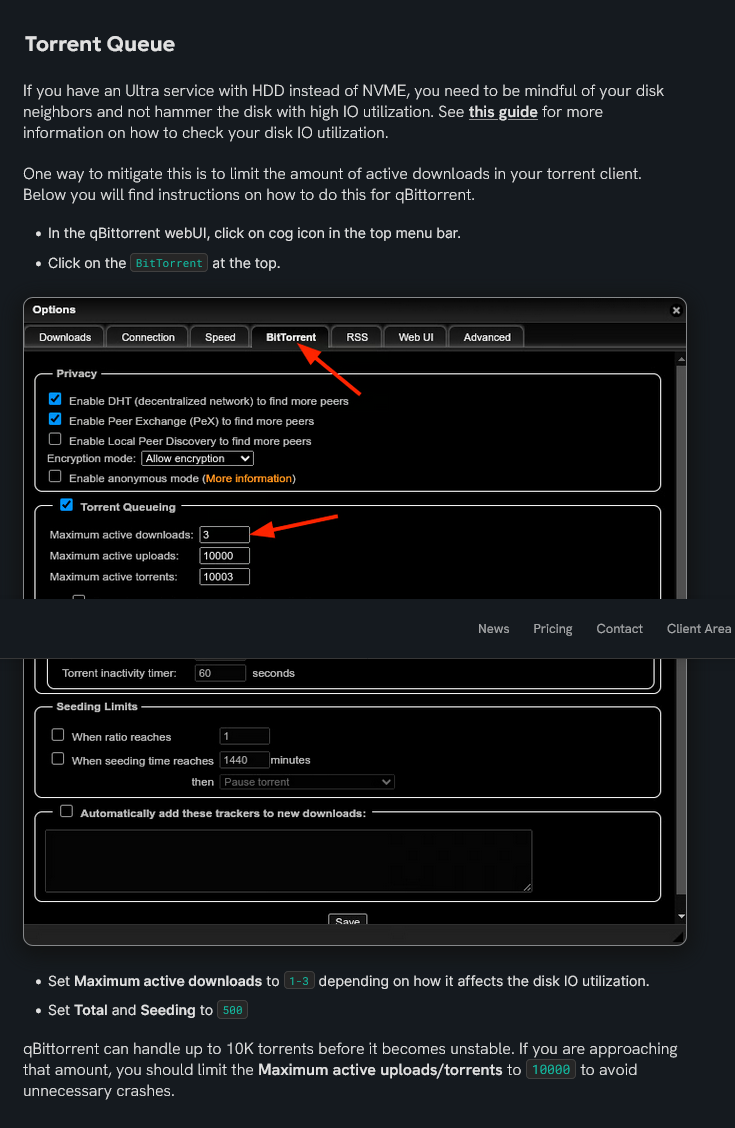 Torrent Queue
If you have an Ultra service with HDD instead of NVME, you need to be mindful of your disk
neighbors and not hammer the disk with high IO utilization. See this guide for more
information on how to check your disk IO utilization.
One way to mitigate this is to limit the amount of active downloads in your torrent client.
Below you will find instructions on how to do this for qBittorrent.
• In the qBittorrent webUI, click on cog icon in the top menu bar.
• Click on the BitTorrent at the top.
Options
Downloads Connection Speed BitTorrent RSS Web UI Advanced
Privacy
Enable DHT (decentralized network) to find more peers
Enable Peer Exchange (PeX) to find more peers
Enable Local Peer Discovery to find more peers
Encryption mode: Allow encryption
Enable anonymous mode (More information)
Torrent Queueing
Maximum active downloads: 3
Maximum active uploads: 10000
Maximum active torrents: 10003
News Pricing Contact Client Area
Torrent inactivity timer: 60 seconds
Seeding Limits
When ratio reaches 1
When seeding time reaches 1440 minutes
then Pause torrent
Automatically add these trackers to new downloads:
Save
• Set Maximum active downloads to 1-3 depending on how it affects the disk IO utilization.
• Set Total and Seeding to 500
qBittorrent can handle up to 10K torrents before it becomes unstable. If you are approaching
that amount, you should limit the Maximum active uploads/torrents to 10000 to avoid
unnecessary crashes.